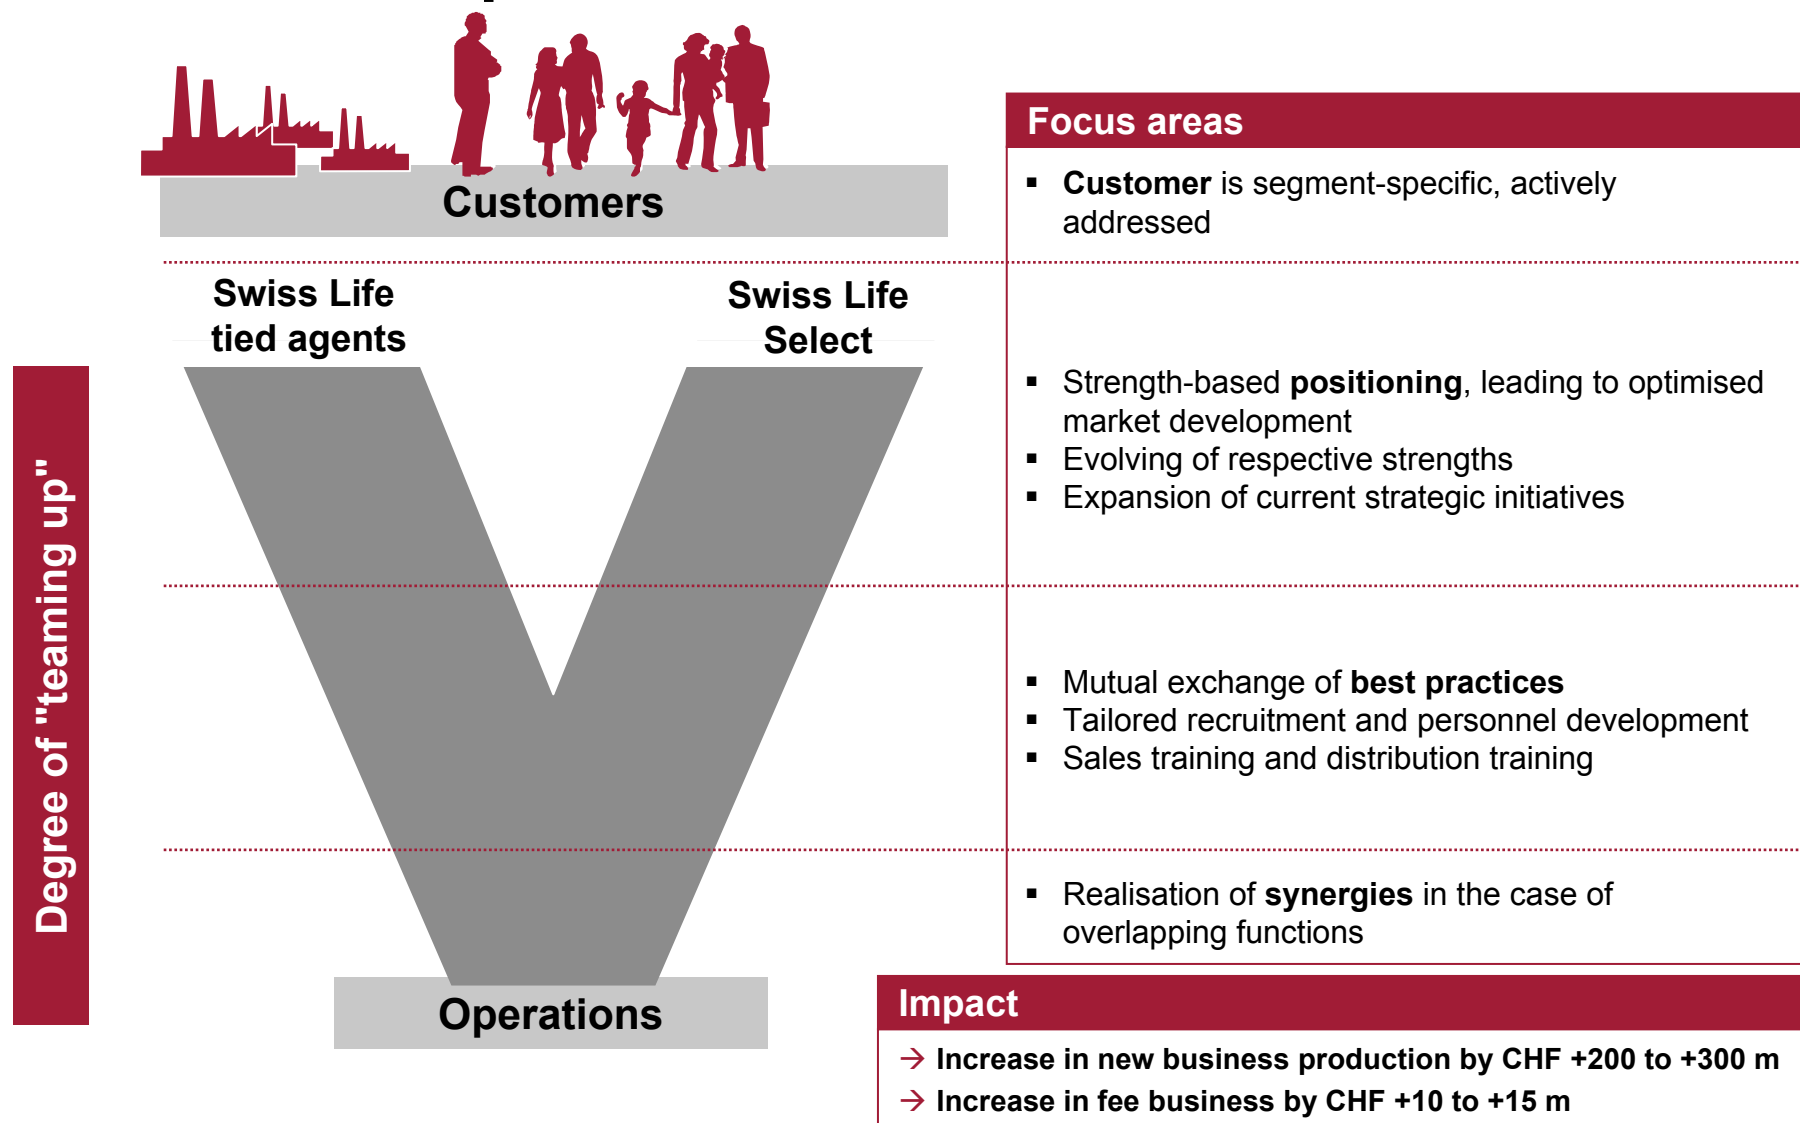 Customers
Swiss Life
tied agents
Swiss Life
Select
Degree of "teaming up"
Operations
Focus areas
▪ Customer is segment-specific, actively
addressed
▪ Strength-based positioning, leading to optimised
market development
▪ Evolving of respective strengths
▪ Expansion of current strategic initiatives
▪ Mutual exchange of best practices
▪ Tailored recruitment and personnel development
▪ Sales training and distribution training
▪ Realisation of synergies in the case of
overlapping functions
Impact
→ Increase in new business production by CHF +200 to +300 m
→ Increase in fee business by CHF +10 to +15 m